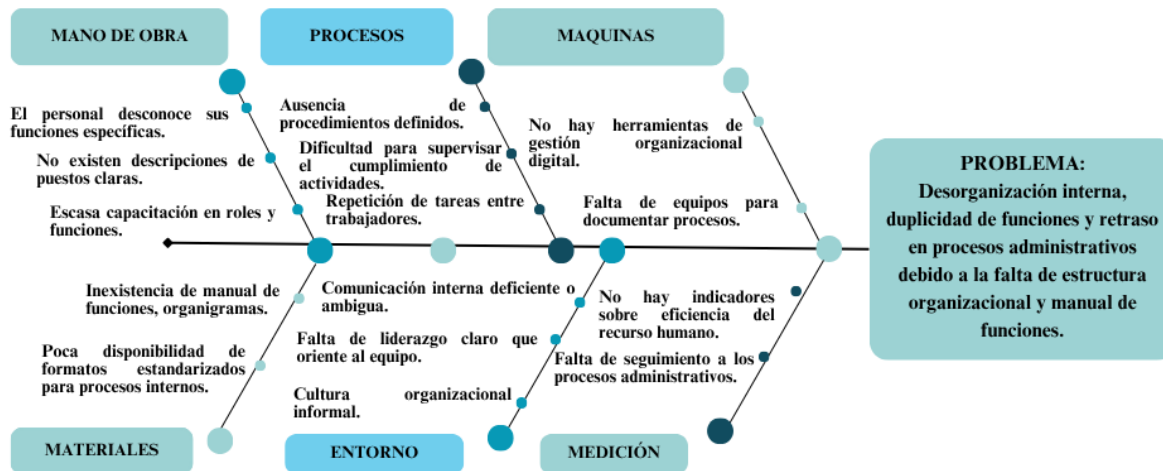 MANO DE OBRA
PROCESOS
MAQUINAS
El personal desconoce sus
funciones específicas.
No existen descripciones de
puestos claras.
Escasa capacitación en roles y
funciones.
Ausencia de
procedimientos definidos.
Dificultad para supervisar
el cumplimiento de
actividades.
Repetición de tareas entre
trabajadores.
No hay herramientas de
gestión organizacional
digital.
Falta de equipos para
documentar procesos.
PROBLEMA:
Desorganización interna,
duplicidad de funciones y retraso
en procesos administrativos
debido a la falta de estructura
organizacional y manual de
funciones.
Inexistencia de manual de
funciones, organigramas.
Poca disponibilidad de
formatos estandarizados
para procesos internos.
Comunicación interna deficiente o
ambigua.
Falta de liderazgo claro que
oriente al equipo.
Cultura organizacional
informal.
No hay indicadores
sobre eficiencia del
recurso humano.
Falta de seguimiento a los
procesos administrativos.
MATERIALES
ENTORNO
MEDICIÓN